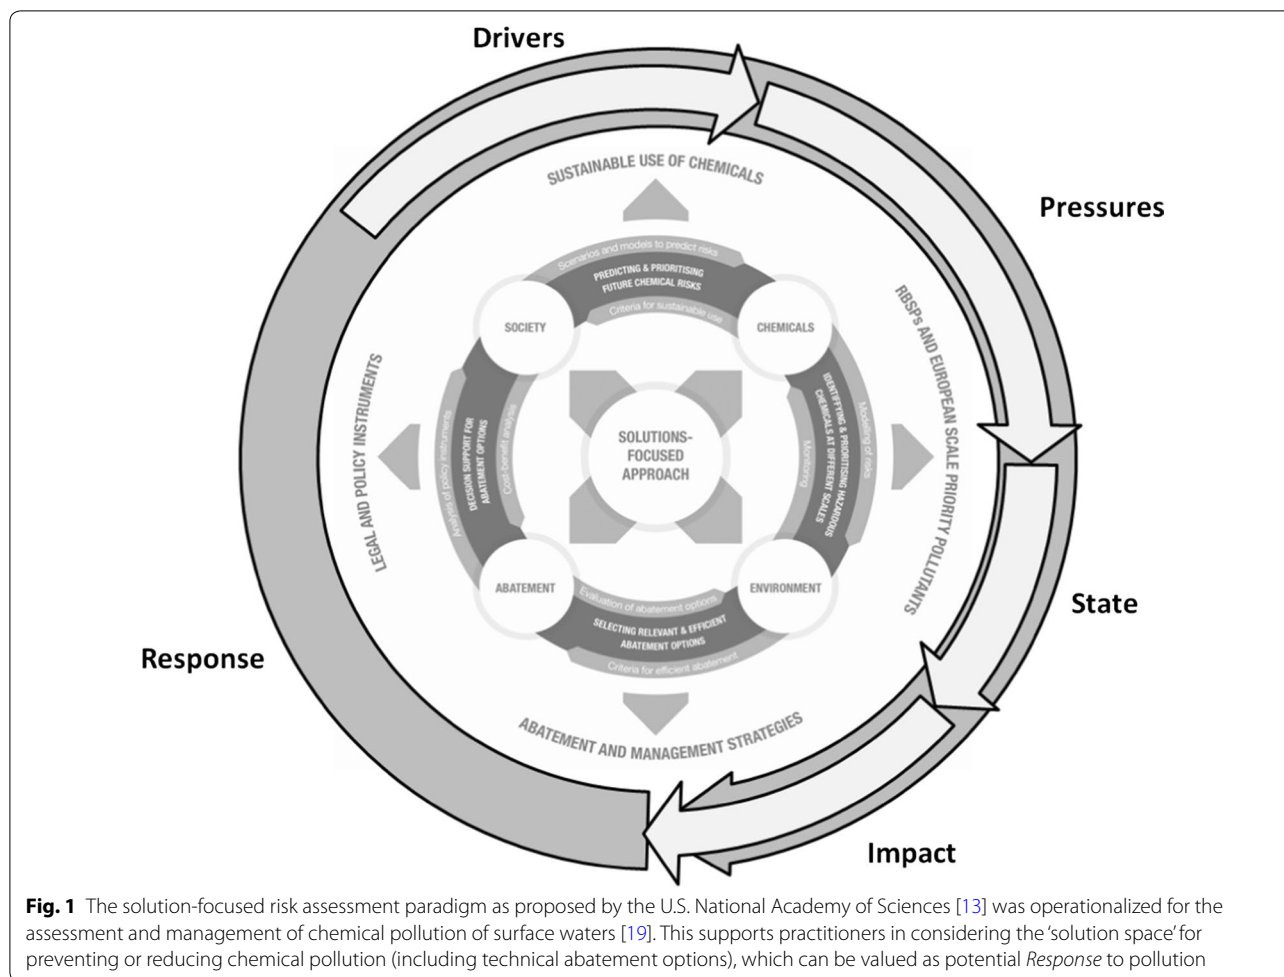 Drivers
Pressures
SUSTAINABLE USE OF CHEMICALS
Scenarios and models to predict risks
PREDICTING & PRIORITISING
FUTURE CHEMICAL RISKS
Criteria for sustainable use
SOCIETY
CHEMICALS
RBSPs AND EUROPEAN SCALE PRIORITY POLLUTANTS
LEGAL AND POLICY INSTRUMENTS
Analysis of policy instruments
DECISION SUPPORT FOR
ABATEMENT OPTIONS
Cost-benefit analysis
SOLUTIONS-
FOCUSED
APPROACH
Monitoring
IDENTIFFYING & PRIORITISING HAZARDOUS
CHEMICALS AT DIFFERENT SCALES
Modeling of risks
ABATEMENT
ENVIRONMENT
Evaluation of abatement options
SELECTING RELEVANT & EFFICIENT
ABATEMENT OPTIONS
Criteria for efficient abatement
State
Response
ABATEMENT AND MANAGEMENT STRATEGIES
Impact
Fig. 1 The solution-focused risk assessment paradigm as proposed by the U.S. National Academy of Sciences [13] was operationalized for the
assessment and management of chemical pollution of surface waters [19]. This supports practitioners in considering the 'solution space' for
preventing or reducing chemical pollution (including technical abatement options), which can be valued as potential Response to pollution